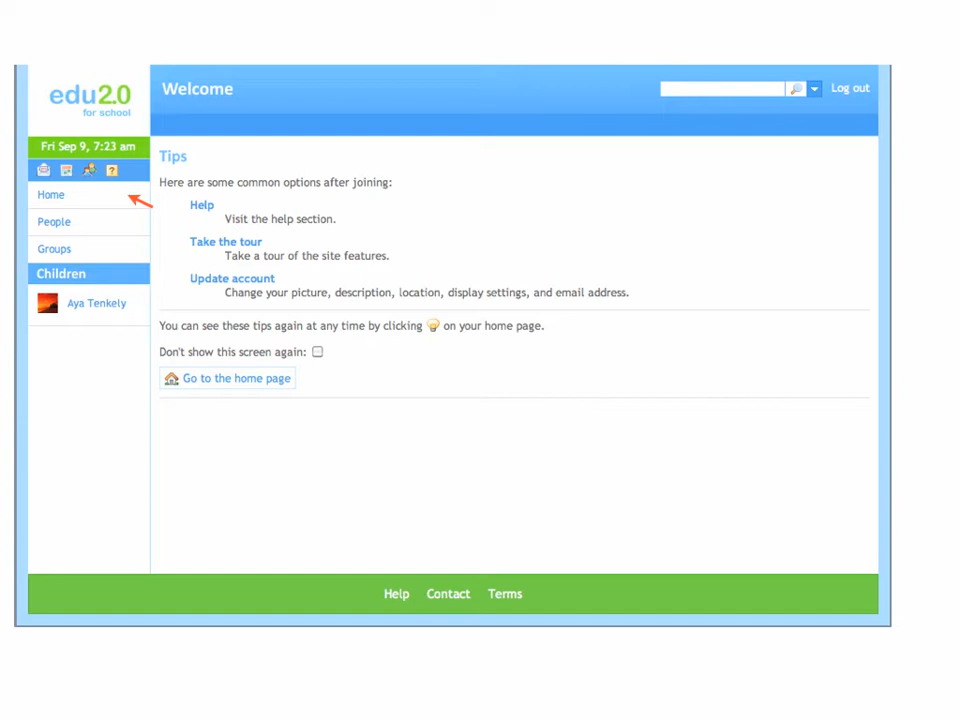 edu2.0
for school
Welcome
Log out
Fri Sep 9, 7:23 am
Home
People
Groups
Children
Aya Tenkely
Tips
Here are some common options after joining:
Help
Visit the help section.
Take the tour
Take a tour of the site features.
Update account
Change your picture, description, location, display settings, and email address.
You can see these tips again at any time by clicking on your home page.
Don't show this screen again:
Go to the home page
Help Contact Terms